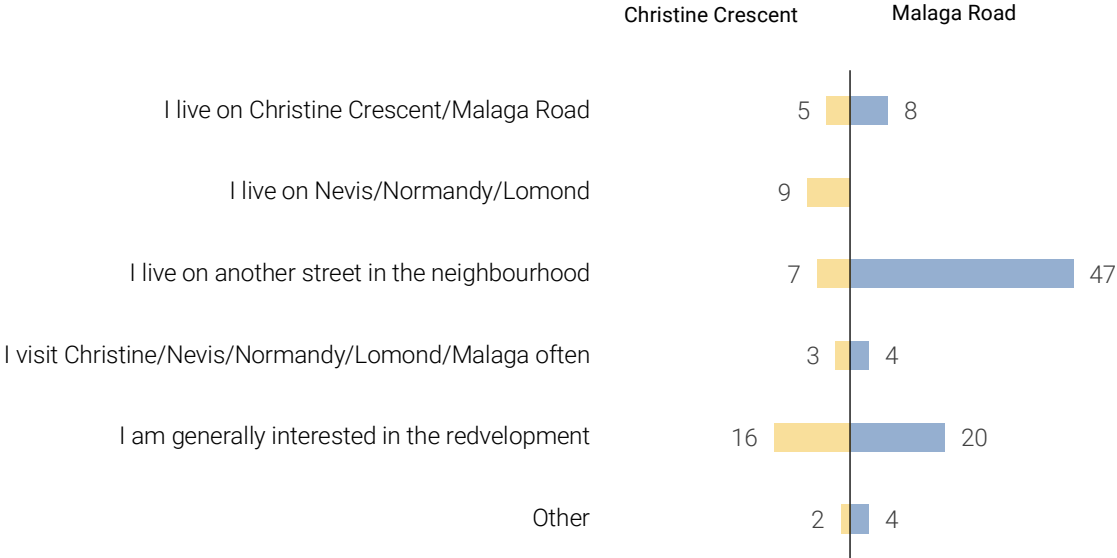 Christine Crescent Malaga Road
I live on Christine Crescent/Malaga Road 5 8
I live on Nevis/Normandy/Lomond 9
I live on another street in the neighbourhood 7 47
I visit Christine/Nevis/Normandy/Lomond/Malaga often 3 4
I am generally interested in the redvelopment 16 20
Other 2 4